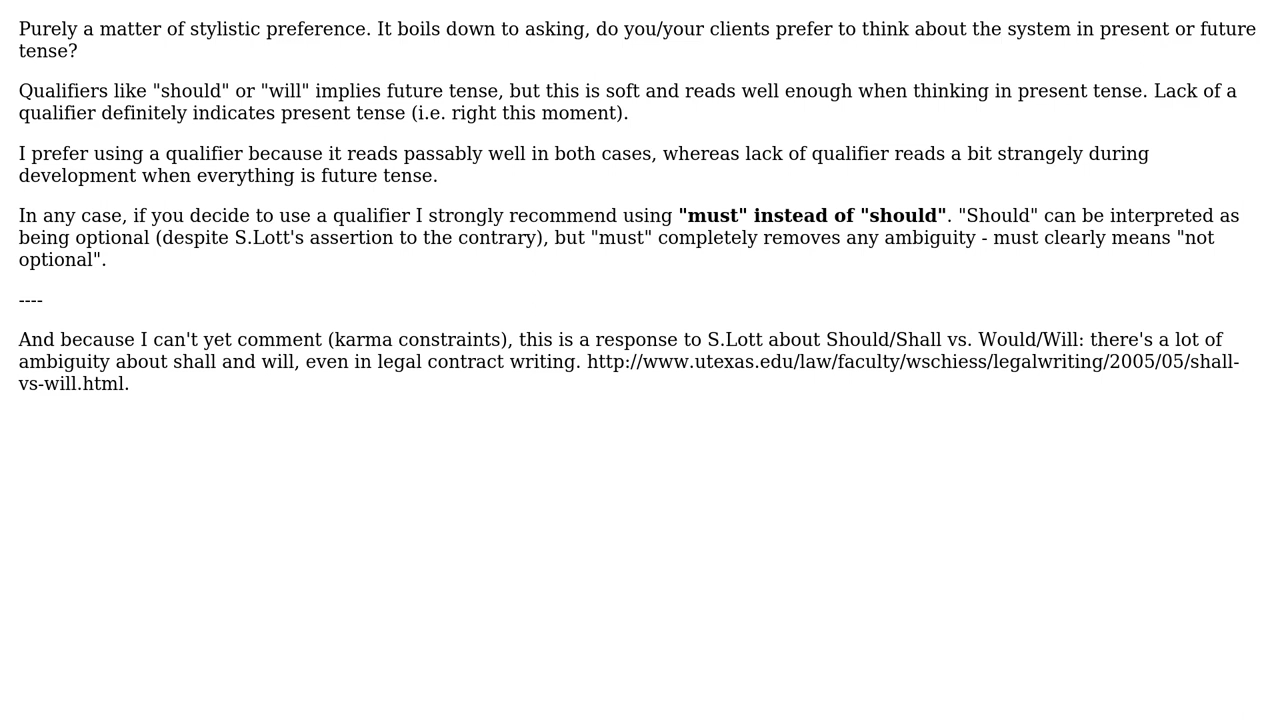 Purely a matter of stylistic preference. It boils down to asking, do you/your clients prefer to think about the system in present or future
tense?
Qualifiers like "should" or "will" implies future tense, but this is soft and reads well enough when thinking in present tense. Lack of a
qualifier definitely indicates present tense (i.e. right this moment).
I prefer using a qualifier because it reads passably well in both cases, whereas lack of qualifier reads a bit strangely during
development when everything is future tense.
In any case, if you decide to use a qualifier I strongly recommend using "must" instead of "should". "Should" can be interpreted as
being optional (despite S.Lott's assertion to the contrary), but "must" completely removes any ambiguity - must clearly means "not
optional".
----
And because I can't yet comment (karma constraints), this is a response to S.Lott about Should/Shall vs. Would/Will: there's a lot of
ambiguity about shall and will, even in legal contract writing. http://www.utexas.edu/law/faculty/wschiess/legalwriting/2005/05/shall-
vs-will.html.